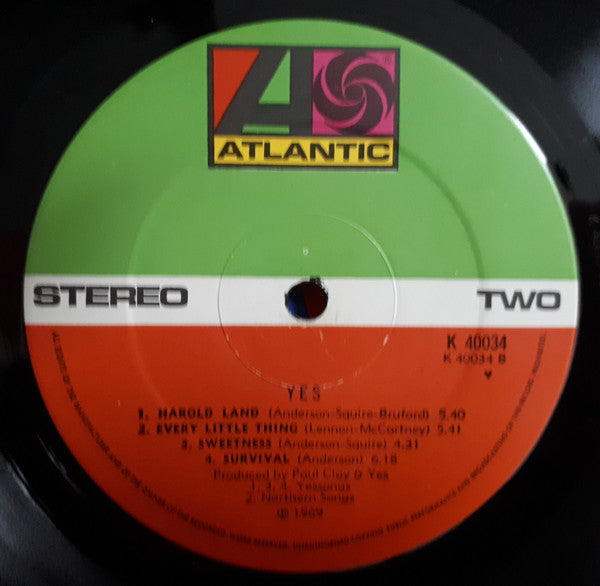 ATLANTIC
®
STEREO
TWO
K 40034
K 40034 B
YES
1. HAROLD LAND (Anderson-Squire-Bruford) 5.40
2. EVERY LITTLE THING (Lennon-McCartney) 5.41
3. SWEETNESS (Anderson-Squire) 4.31
4. SURVIVAL (Anderson) 6.18
Produced by Paul Clay & Yes
1. 3. 4. Yessongs
2. Northern Songs
℗ 1969